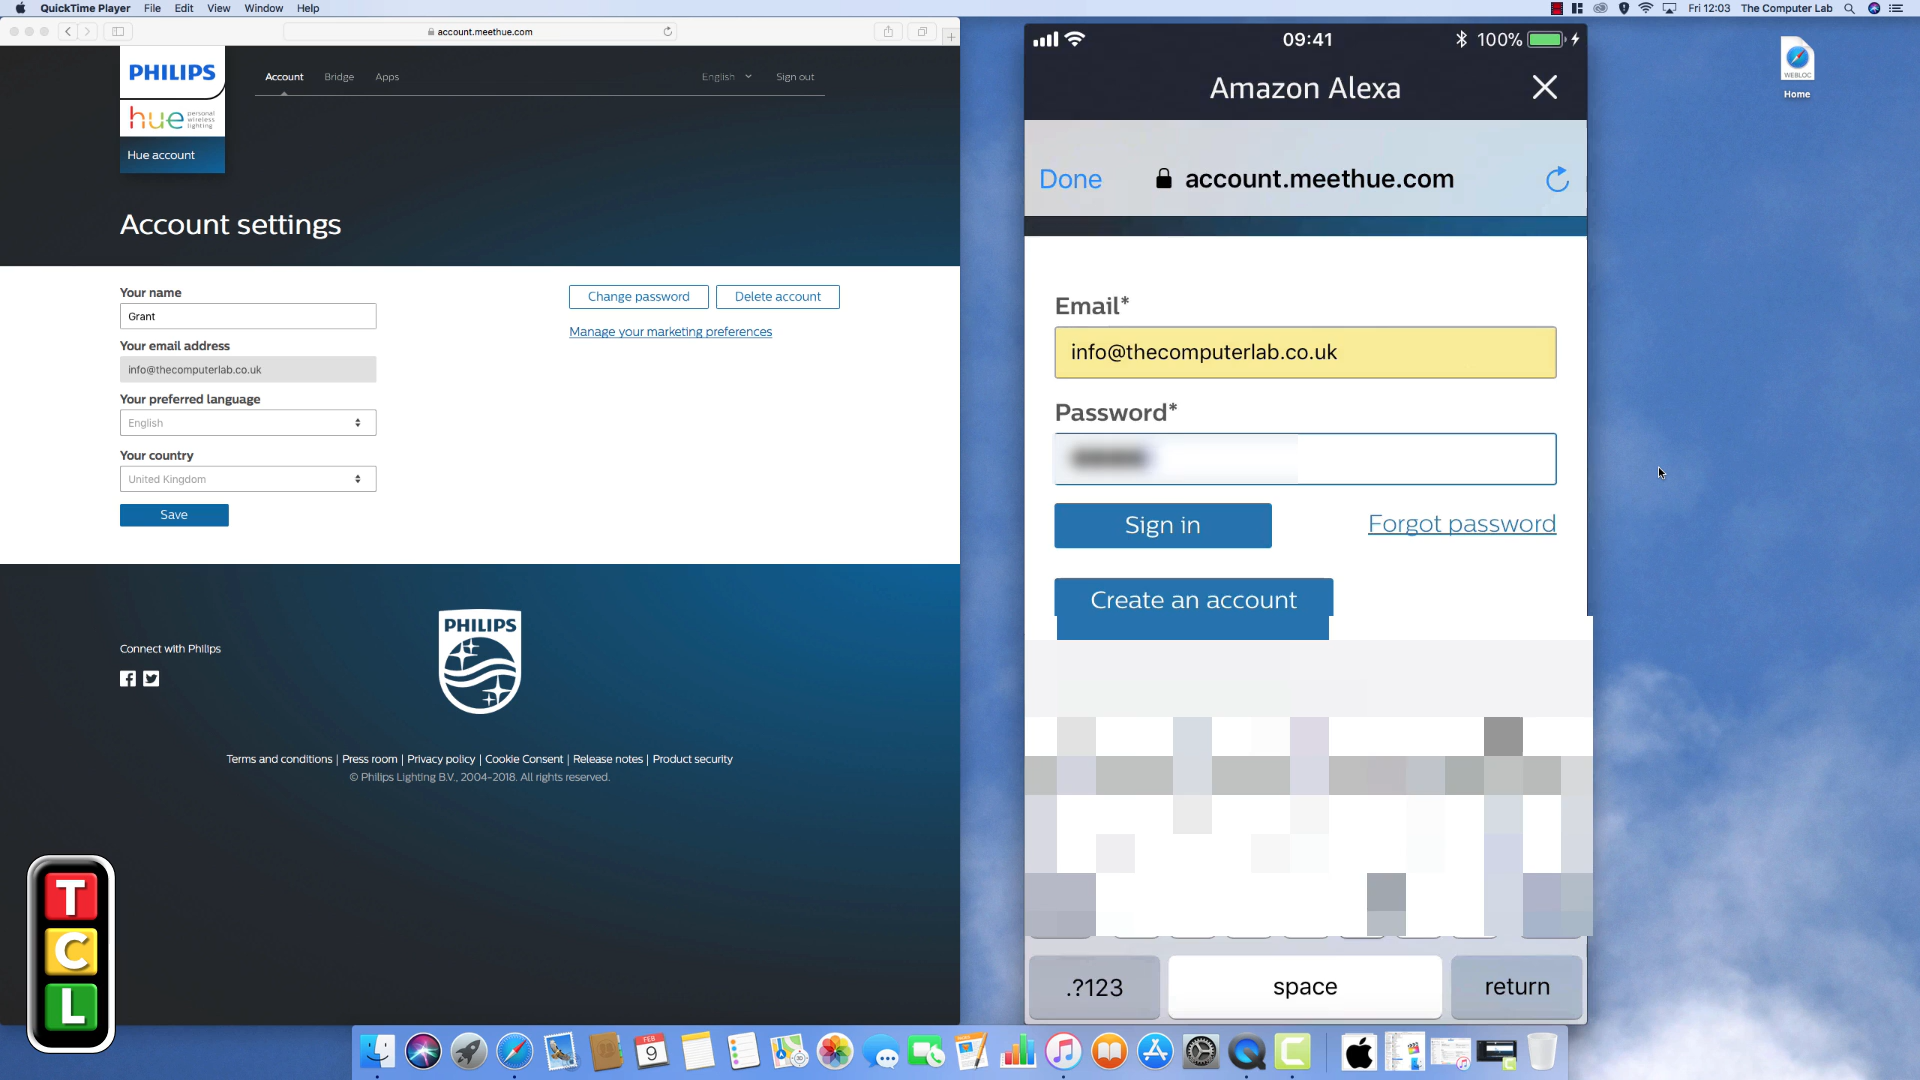 QuickTime Player File Edit View Window Help
Fri 12:03 The Computer Lab
account.meethue.com
PHILIPS
hue personal wireless lighting
Hue account
Account Bridge Apps
English Sign out
Account settings
Your name
Grant
Your email address
info@thecomputerlab.co.uk
Your preferred language
English
Your country
United Kingdom
Save
Change password Delete account
Manage your marketing preferences
Connect with Philips
PHILIPS
Terms and conditions | Press room | Privacy policy | Cookie Consent | Release notes | Product security
© Philips Lighting B.V., 2004-2018. All rights reserved.
T
C
L
09:41
100%
Amazon Alexa
Done account.meethue.com
Email*
info@thecomputerlab.co.uk
Password*
Sign in Forgot password
Create an account
.?123 space return
WEBLOC
Home
FEB
9